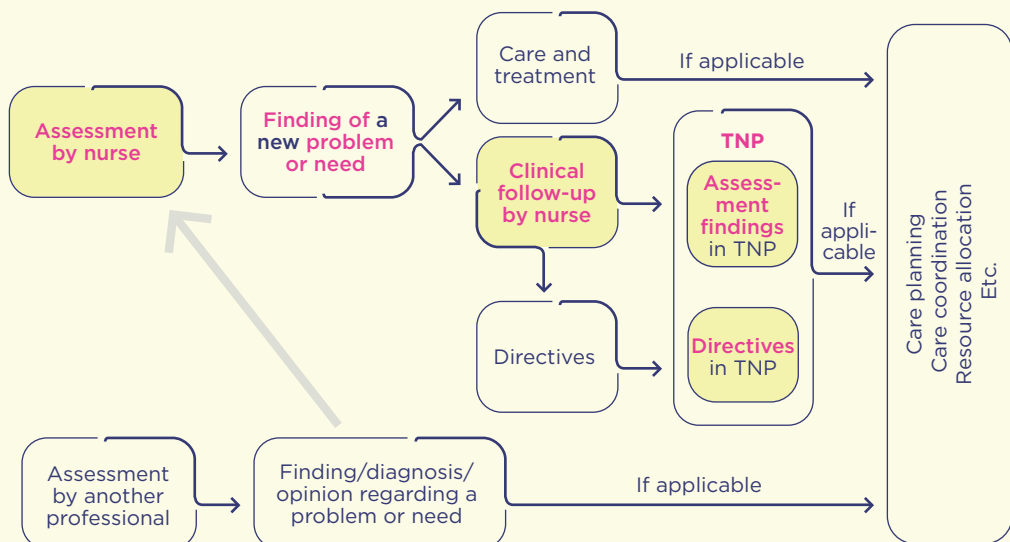 Assessment
by nurse
Finding of a
new problem
or need
Care and
treatment
If applicable
Clinical
follow-up
by nurse
TNP
Assess-
ment
findings
in TNP
If
appli-
cable
Directives
Directives
in TNP
Care planning
Care coordination
Resource allocation
Etc.
Assessment
by another
professional
Finding/diagnosis/
opinion regarding a
problem or need
If applicable